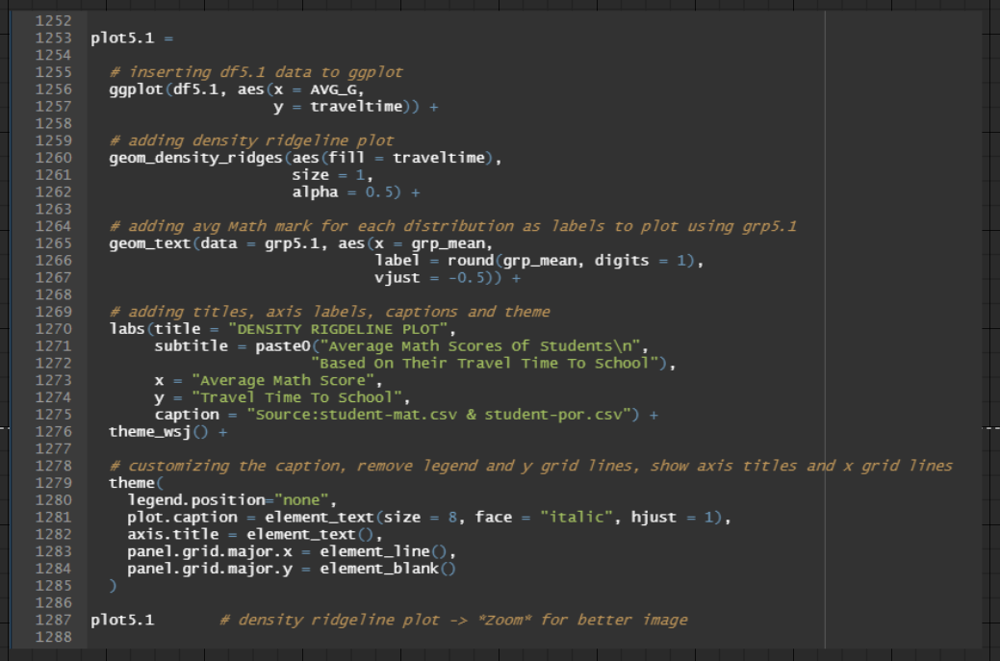 1252
1253 plot5.1 =
1254
1255   # inserting df5.1 data to ggplot
1256   ggplot(df5.1, aes(x = AVG_G,
1257                     y = traveltime)) +
1258
1259   # adding density ridgeline plot
1260   geom_density_ridges(aes(fill = traveltime),
1261                       size = 1,
1262                       alpha = 0.5) +
1263
1264   # adding avg Math mark for each distribution as labels to plot using grp5.1
1265   geom_text(data = grp5.1, aes(x = grp_mean,
1266                                label = round(grp_mean, digits = 1),
1267                                vjust = -0.5)) +
1268
1269   # adding titles, axis labels, captions and theme
1270   labs(title = "DENSITY RIGDELINE PLOT",
1271        subtitle = paste0("Average Math Scores Of Students\n",
1272                         "Based On Their Travel Time To School"),
1273        x = "Average Math Score",
1274        y = "Travel Time To School",
1275        caption = "Source:student-mat.csv & student-por.csv") +
1276   theme_wsj() +
1277
1278   # customizing the caption, remove legend and y grid lines, show axis titles and x grid lines
1279   theme(
1280     legend.position="none",
1281     plot.caption = element_text(size = 8, face = "italic", hjust = 1),
1282     axis.title = element_text(),
1283     panel.grid.major.x = element_line(),
1284     panel.grid.major.y = element_blank()
1285   )
1286
1287 plot5.1       # density ridgeline plot -> *Zoom* for better image
1288